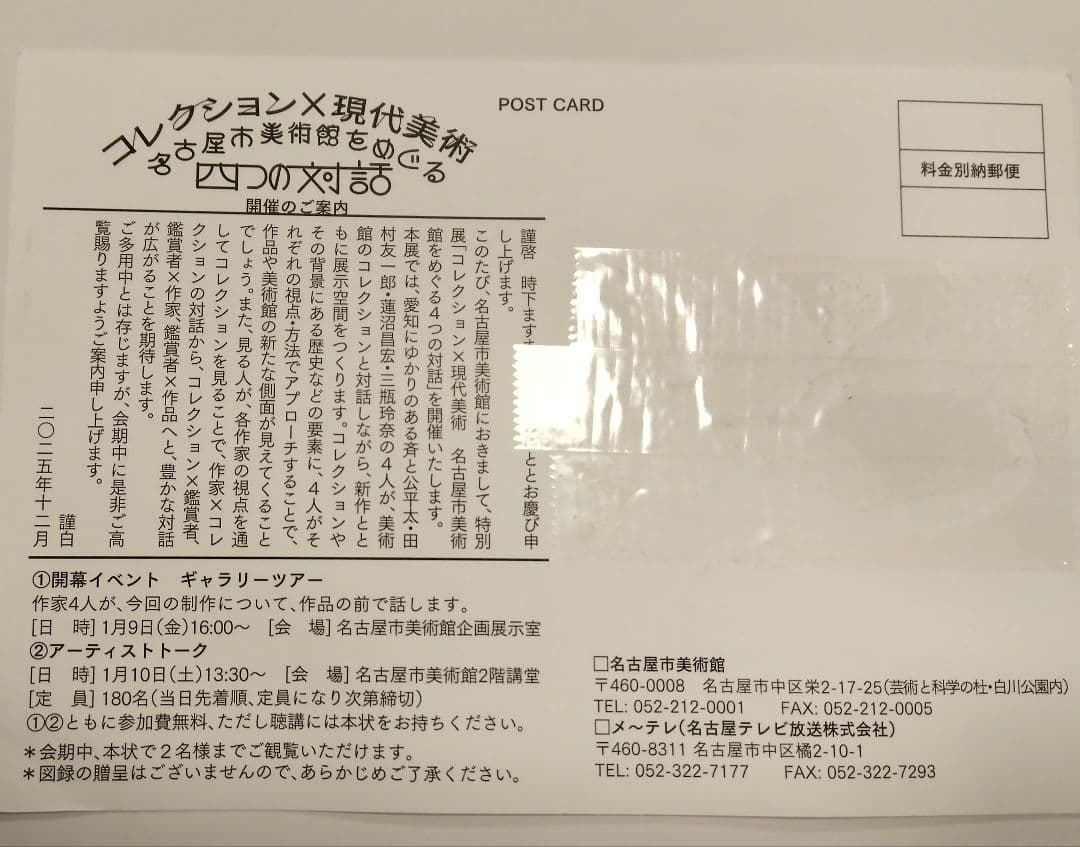 コレクション×現代美術
名古屋市美術館をめぐる
四つの対話
開催のご案内
POST CARD
料金別納郵便
謹啓　時下ますま
ととお慶び申
し上げます。
このたび、名古屋市美術館におきまして、特別
展「コレクション×現代美術　名古屋市美術
館をめぐる4つの対話」を開催いたします。
本展では、愛知にゆかりのある斉と公平太・田
村友一郎・蓮沼昌宏・三瓶玲奈の4人が、美術
館のコレクションと対話しながら、新作とと
もに展示空間をつくります。コレクションや
その背景にある歴史などの要素に、4人がそ
れぞれの視点・方法でアプローチすることで、
作品や美術館の新たな側面が見えてくること
でしょう。また、見る人が、各作家の視点を通
してコレクションを見ることで、作家×コレ
クションの対話から、コレクション×鑑賞者、
鑑賞者×作家、鑑賞者×作品へと、豊かな対話
が広がることを期待します。
ご多用中とは存じますが、会期中に是非ご高
覧賜りますようご案内申し上げます。
謹白
二〇二五年十二月
①開幕イベント　ギャラリーツアー
作家4人が、今回の制作について、作品の前で話します。
[日　時] 1月9日(金)16:00〜　[会　場] 名古屋市美術館企画展示室
②アーティストトーク
[日　時] 1月10日(土)13:30〜　[会　場] 名古屋市美術館2階講堂
[定　員] 180名(当日先着順、定員になり次第締切)
①②ともに参加費無料、ただし聴講には本状をお持ちください。
＊会期中、本状で2名様までご観覧いただけます。
＊図録の贈呈はございませんので、あらかじめご了承ください。
□名古屋市美術館
〒460-0008　名古屋市中区栄2-17-25(芸術と科学の杜・白川公園内)
TEL: 052-212-0001　FAX: 052-212-0005
□メ〜テレ(名古屋テレビ放送株式会社)
〒460-8311 名古屋市中区橘2-10-1
TEL: 052-322-7177　FAX: 052-322-7293